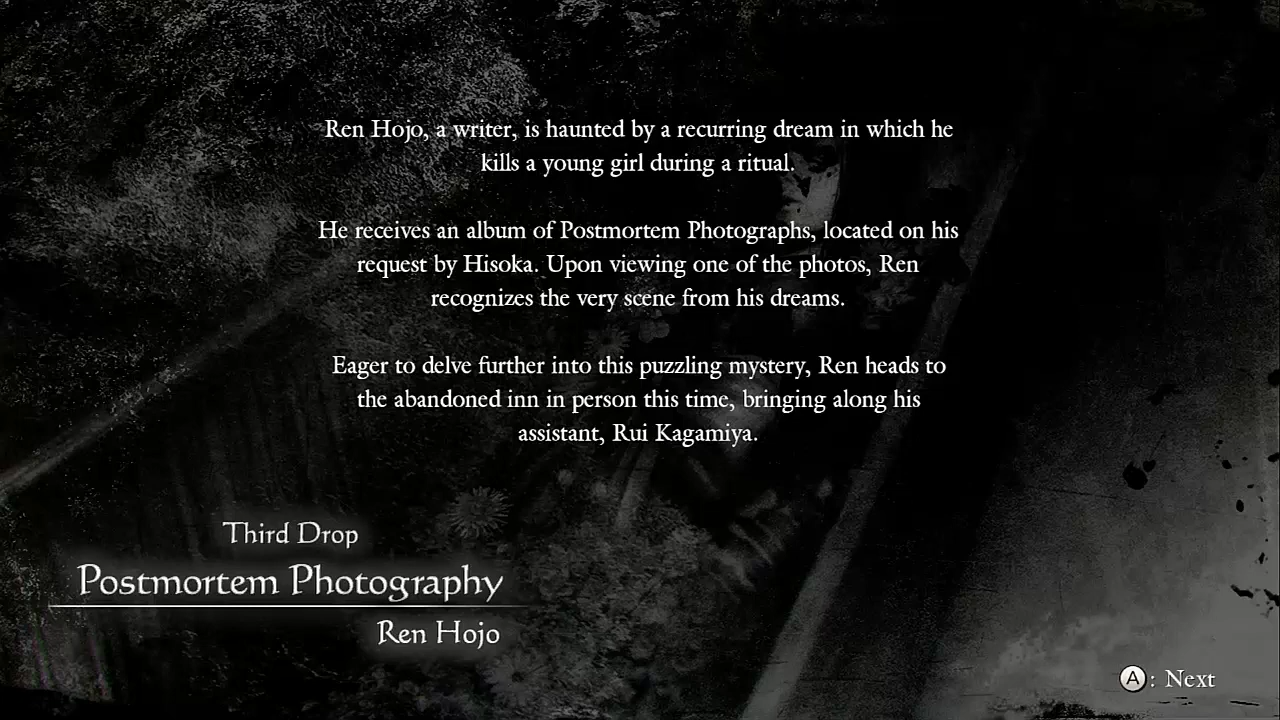 Ren Hojo, a writer, is haunted by a recurring dream in which he
kills a young girl during a ritual.
He receives an album of Postmortem Photographs, located on his
request by Hisoka. Upon viewing one of the photos, Ren
recognizes the very scene from his dreams.
Eager to delve further into this puzzling mystery, Ren heads to
the abandoned inn in person this time, bringing along his
assistant, Rui Kagamiya.
Third Drop
Postmortem Photography
Ren Hojo
A: Next